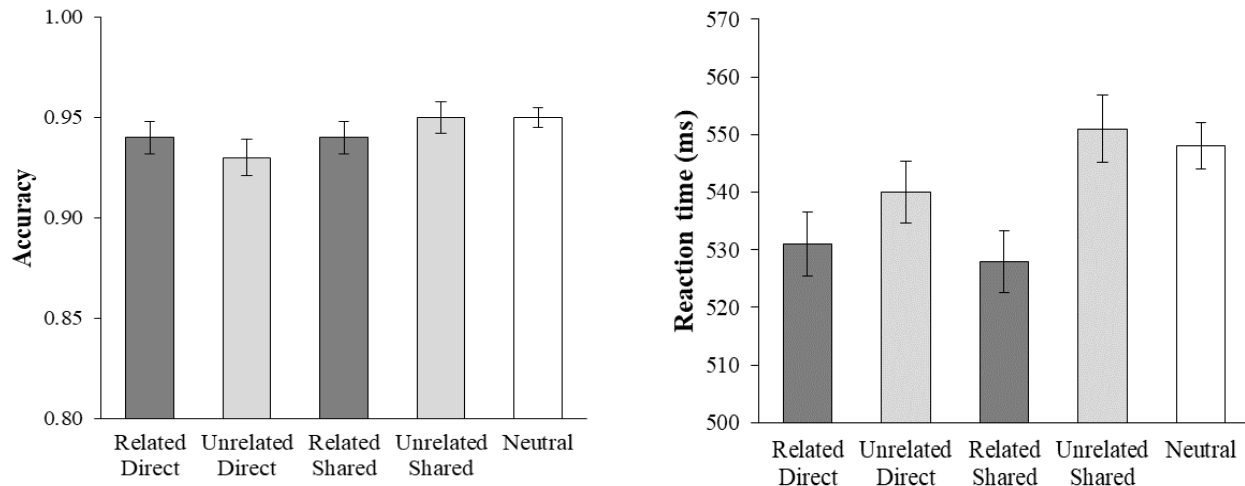 1.00
0.95
0.90
0.85
0.80
Accuracy
Related Direct
Unrelated Direct
Related Shared
Unrelated Shared
Neutral
570
560
550
540
530
520
510
500
Reaction time (ms)
Related Direct
Unrelated Direct
Related Shared
Unrelated Shared
Neutral